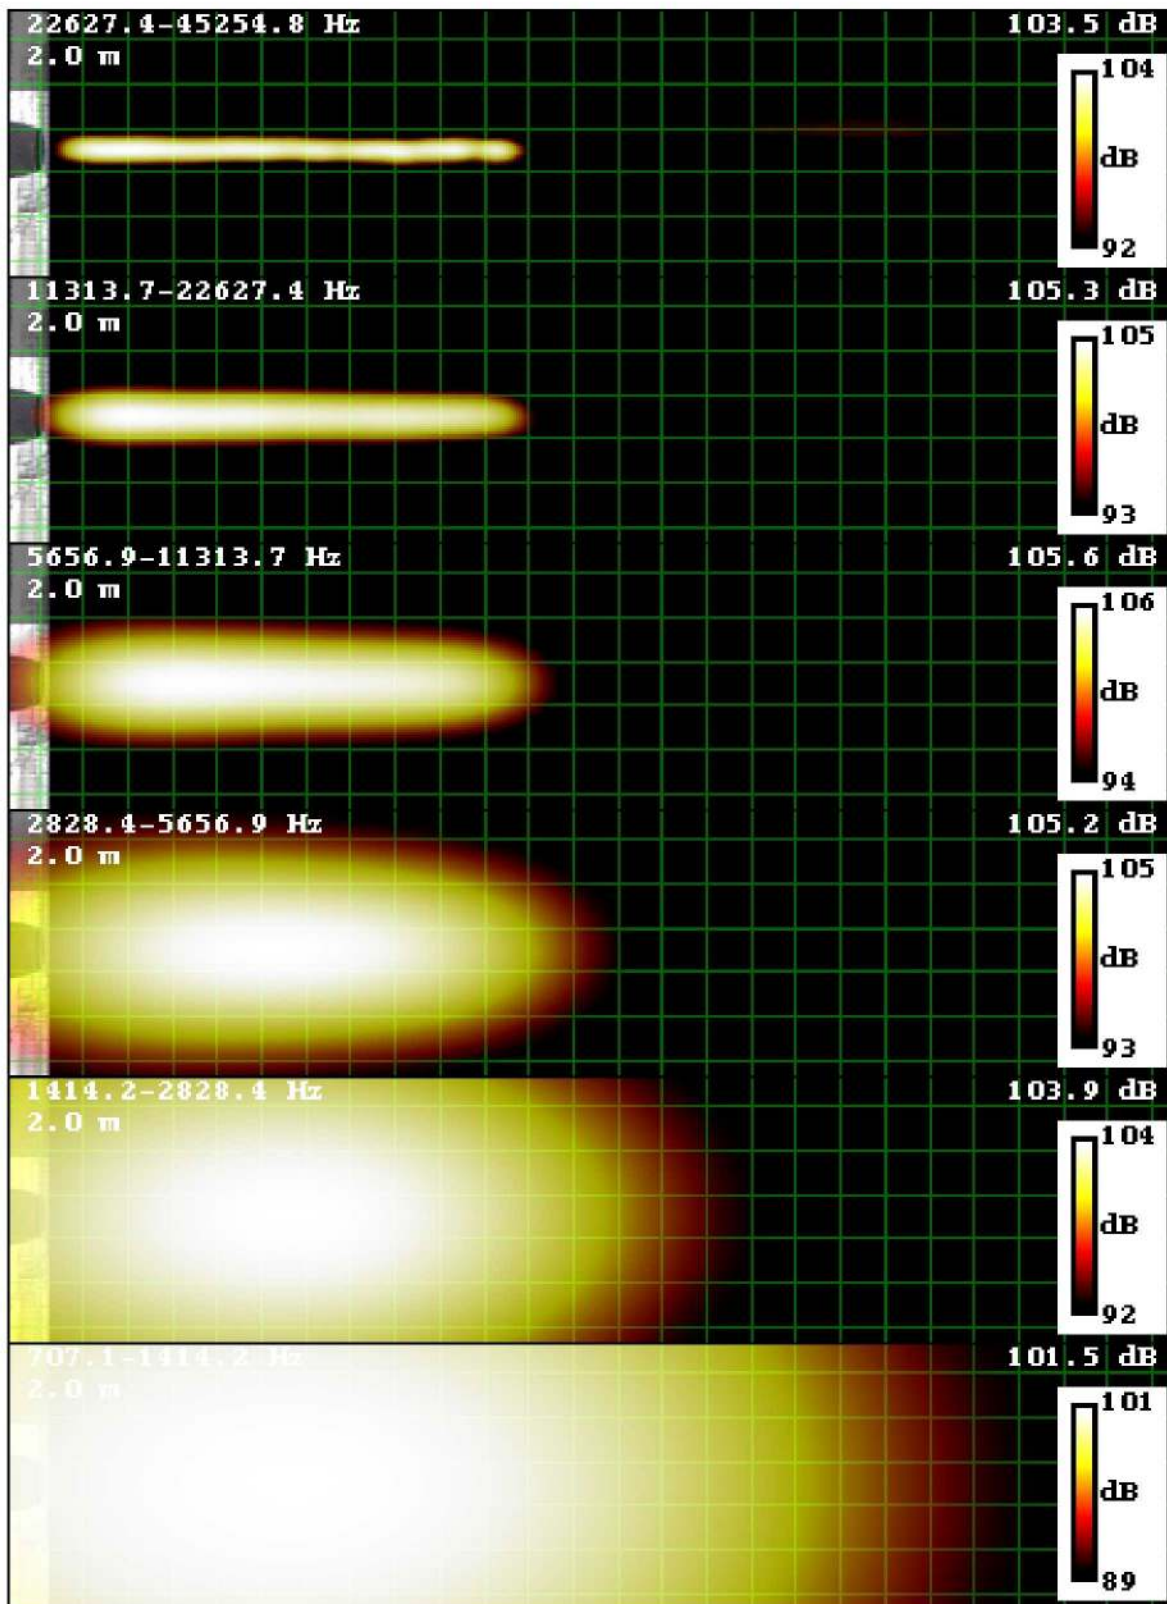 22627.4-45254.8 Hz 103.5 dB
2.0 m
104
dB
92
11313.7-22627.4 Hz 105.3 dB
2.0 m
105
dB
93
5656.9-11313.7 Hz 105.6 dB
2.0 m
106
dB
94
2828.4-5656.9 Hz 105.2 dB
2.0 m
105
dB
93
1414.2-2828.4 Hz 103.9 dB
2.0 m
104
dB
92
707.1-1414.2 Hz 101.5 dB
2.0 m
101
dB
89